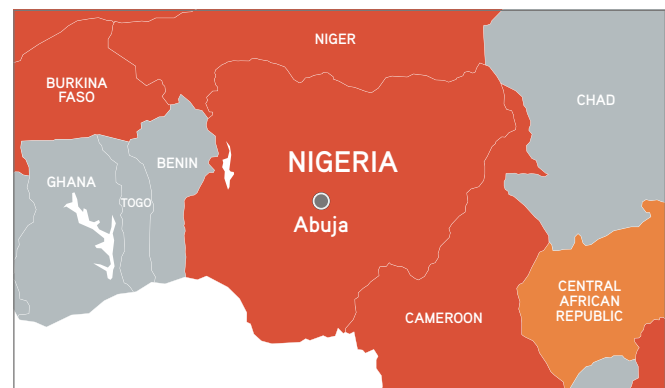 NIGER
BURKINA
FASO
CHAD
BENIN
NIGERIA
GHANA
TOGO
Abuja
CENTRAL
AFRICAN
REPUBLIC
CAMEROON